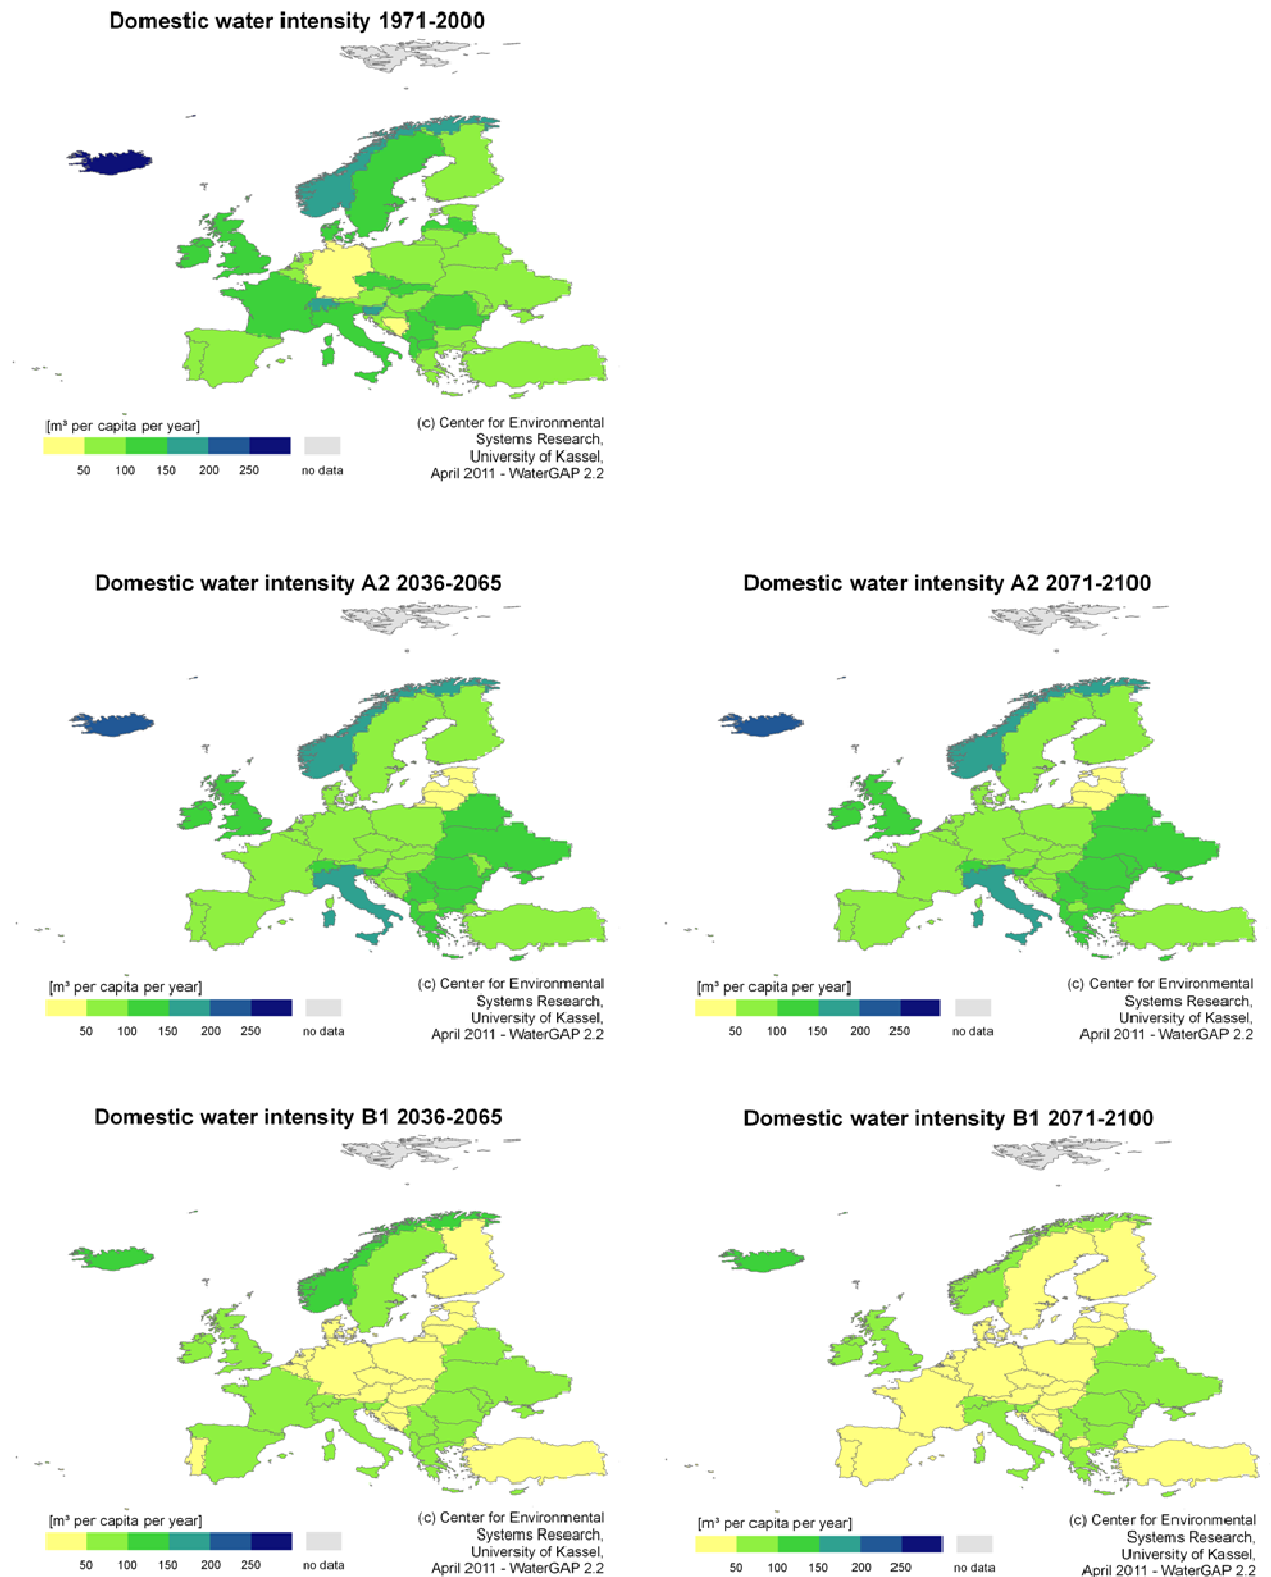 Domestic water intensity 1971-2000
[m³ per capita per year]
50 100 150 200 250 no data
(c) Center for Environmental
Systems Research,
University of Kassel,
April 2011 - WaterGAP 2.2
Domestic water intensity A2 2036-2065
[m³ per capita per year]
50 100 150 200 250 no data
(c) Center for Environmental
Systems Research,
University of Kassel,
April 2011 - WaterGAP 2.2
Domestic water intensity A2 2071-2100
[m³ per capita per year]
50 100 150 200 250 no data
(c) Center for Environmental
Systems Research,
University of Kassel,
April 2011 - WaterGAP 2.2
Domestic water intensity B1 2036-2065
[m³ per capita per year]
50 100 150 200 250 no data
(c) Center for Environmental
Systems Research,
University of Kassel,
April 2011 - WaterGAP 2.2
Domestic water intensity B1 2071-2100
[m³ per capita per year]
50 100 150 200 250 no data
(c) Center for Environmental
Systems Research,
University of Kassel,
April 2011 - WaterGAP 2.2